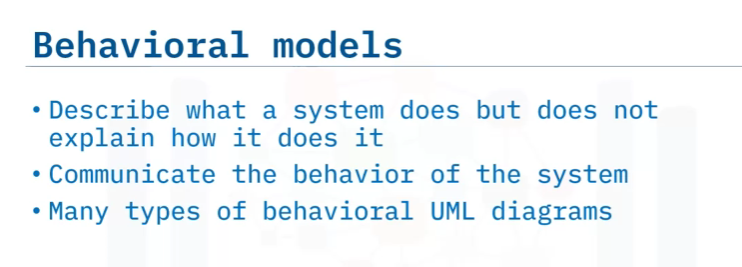 Behavioral models
• Describe what a system does but does not
explain how it does it
• Communicate the behavior of the system
• Many types of behavioral UML diagrams